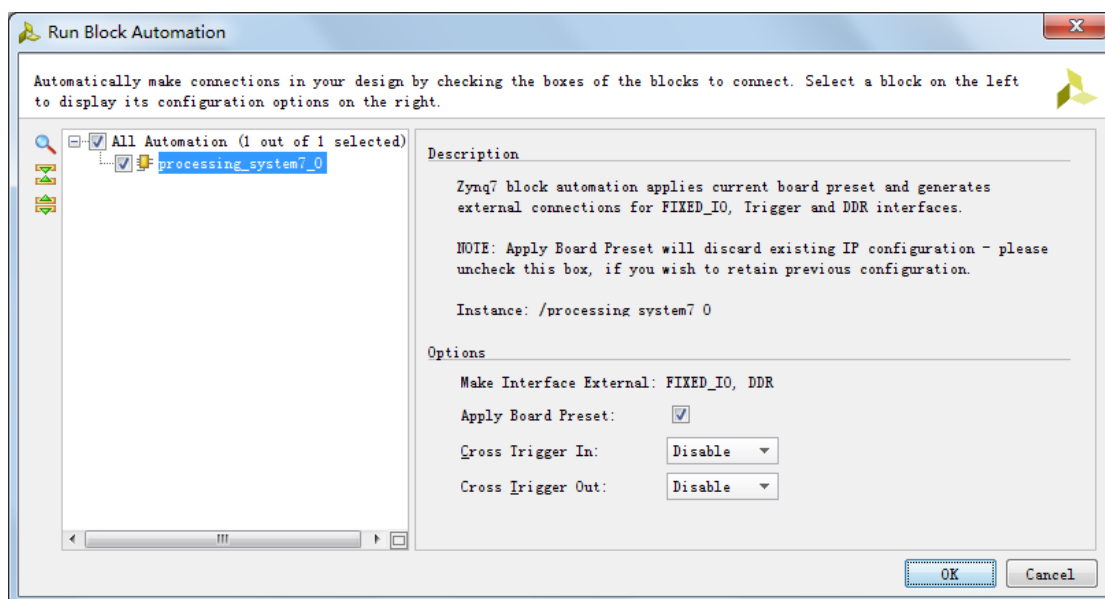 Run Block Automation
Automatically make connections in your design by checking the boxes of the blocks to connect. Select a block on the left
to display its configuration options on the right.
All Automation (1 out of 1 selected)
processing_system7_0
Description
Zynq7 block automation applies current board preset and generates
external connections for FIXED_IO, Trigger and DDR interfaces.
NOTE: Apply Board Preset will discard existing IP configuration - please
uncheck this box, if you wish to retain previous configuration.
Instance: /processing_system7_0
Options
Make Interface External: FIXED_IO, DDR
Apply Board Preset:
Cross Trigger In: Disable
Cross Trigger Out: Disable
OK Cancel